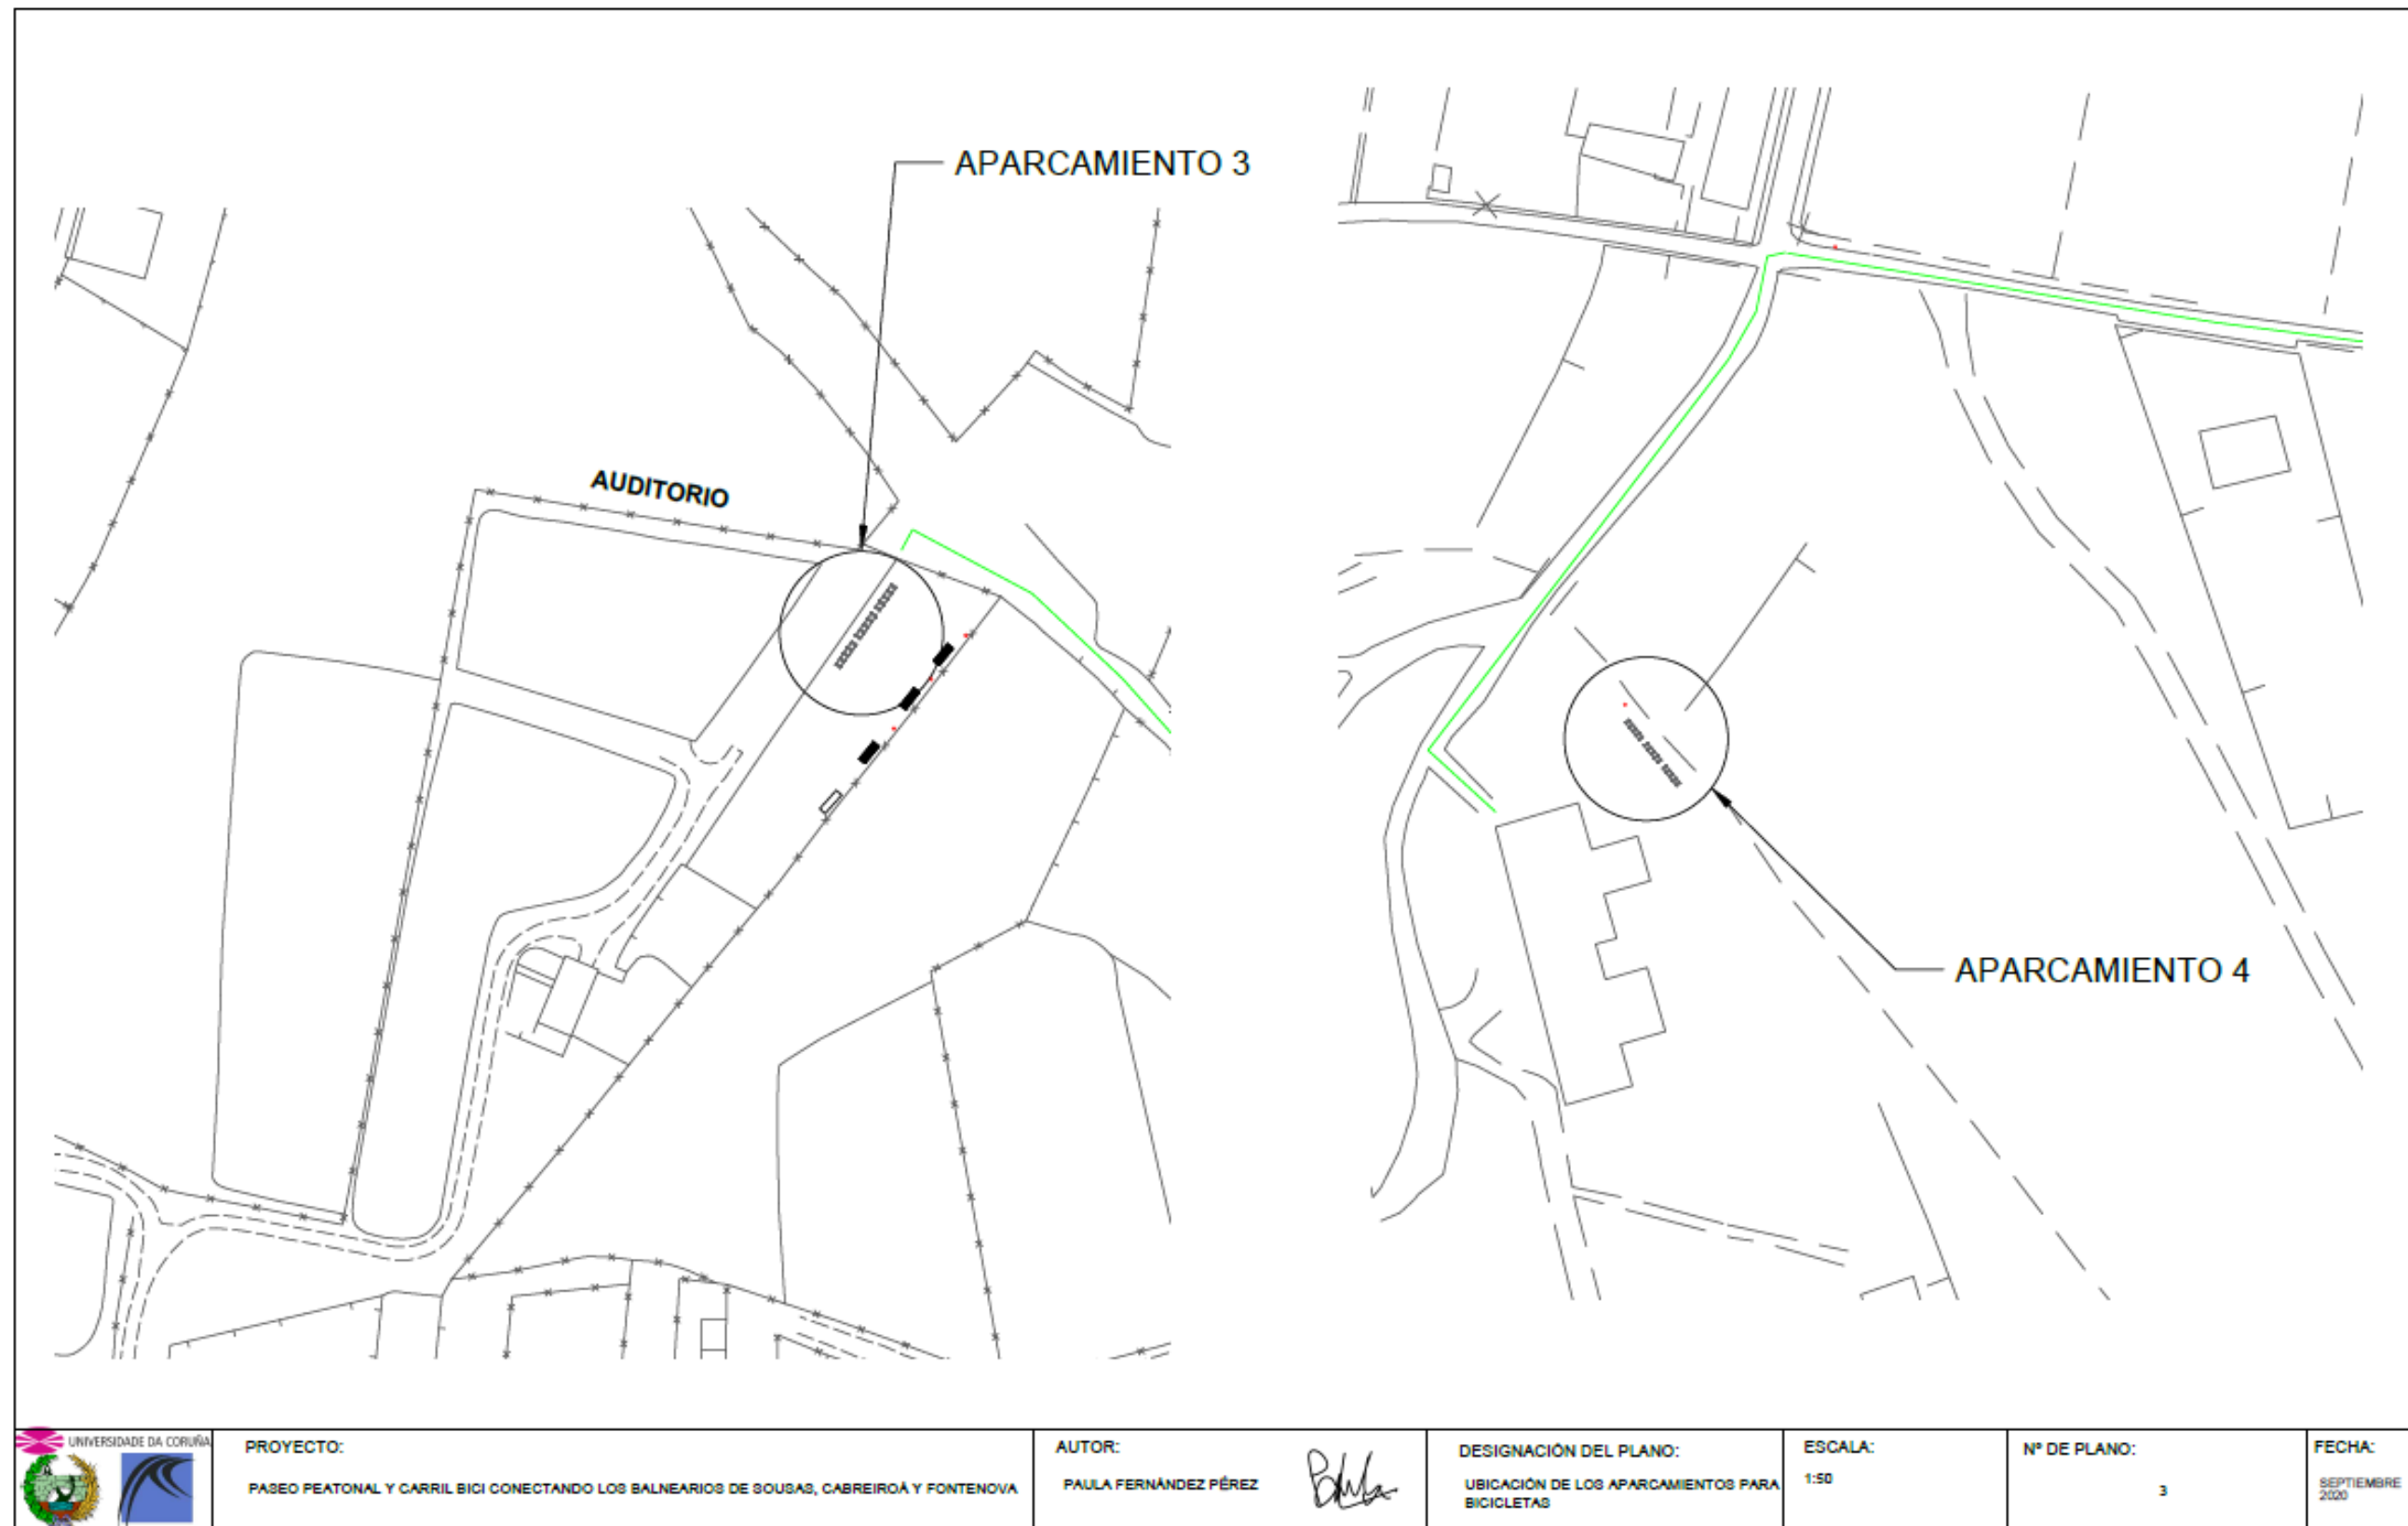 APARCAMIENTO 3
AUDITORIO
APARCAMIENTO 4
UNIVERSIDADE DA CORUÑA
PROYECTO:
PASEO PEATONAL Y CARRIL BICI CONECTANDO LOS BALNEARIOS DE SOUSAS, CABREIROÁ Y FONTENOVA
AUTOR:
PAULA FERNÁNDEZ PÉREZ
DESIGNACIÓN DEL PLANO:
UBICACIÓN DE LOS APARCAMIENTOS PARA
BICICLETAS
ESCALA:
1:50
Nº DE PLANO:
3
FECHA:
SEPTIEMBRE
2020